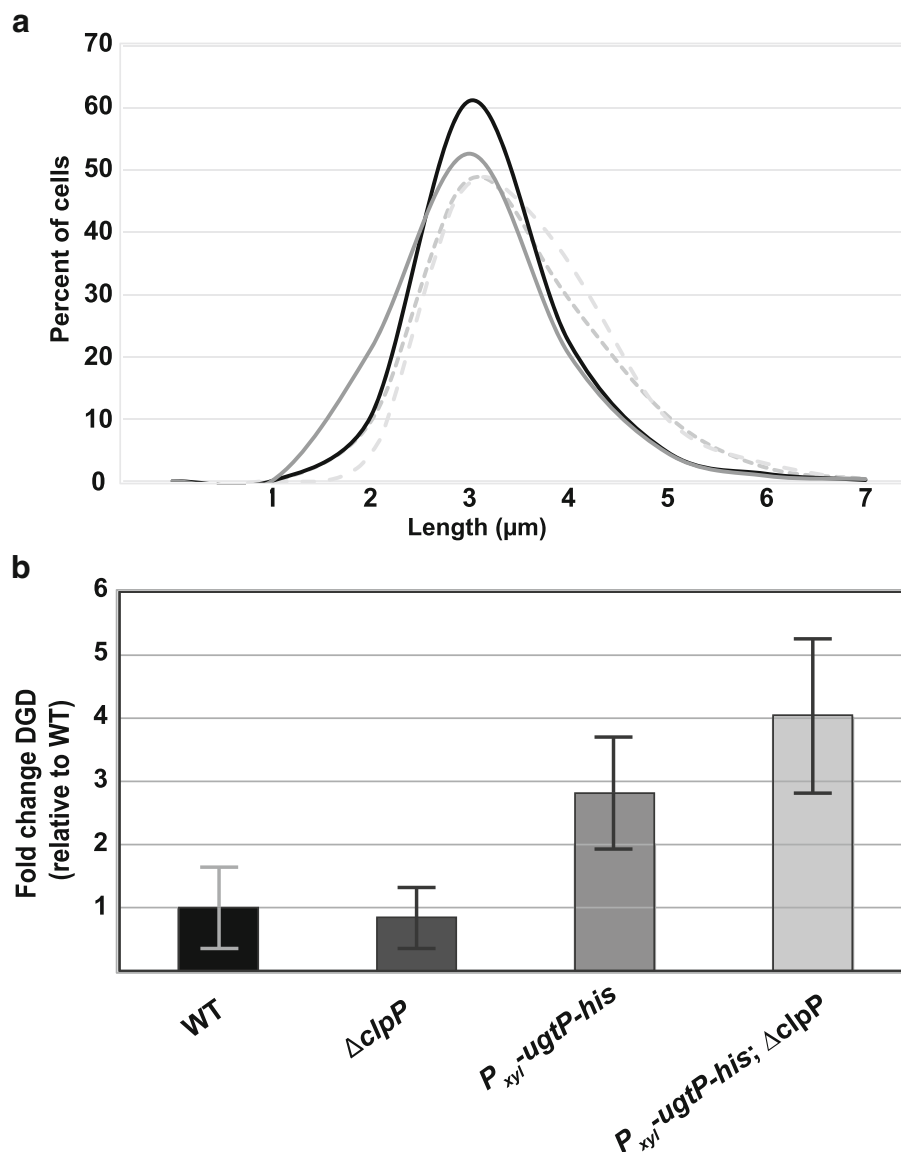 a
70
60
50
40
30
20
10
0
Percent of cells
1 2 3 4 5 6 7
Length (µm)
b
6
5
4
3
2
1
Fold change DGD
(relative to WT)
WT
ΔclpP
Pxyl-ugtP-his
Pxyl-ugtP-his; ΔclpP